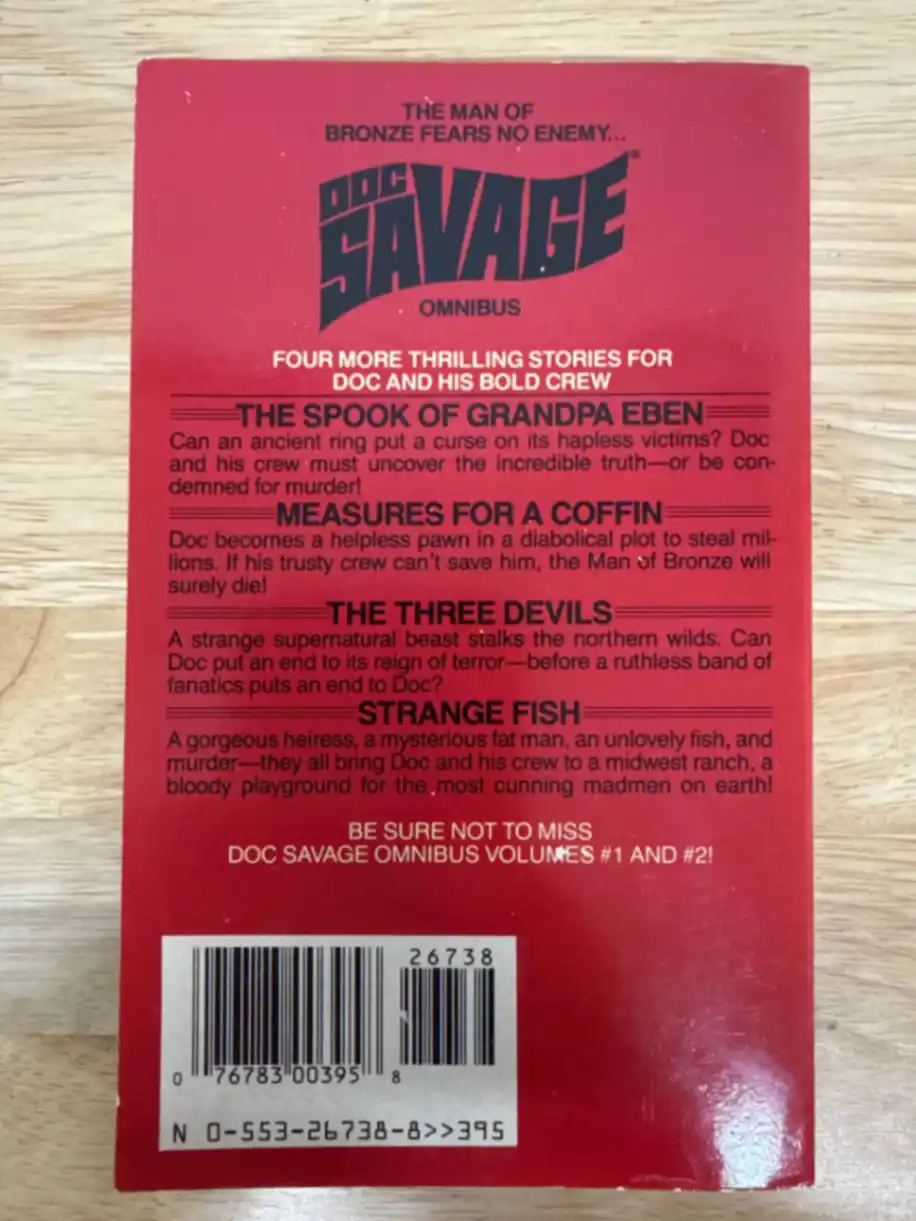 THE MAN OF
BRONZE FEARS NO ENEMY...
DOC
SAVAGE®
OMNIBUS
FOUR MORE THRILLING STORIES FOR
DOC AND HIS BOLD CREW
THE SPOOK OF GRANDPA EBEN
Can an ancient ring put a curse on its hapless victims? Doc
and his crew must uncover the incredible truth—or be con-
demned for murder!
MEASURES FOR A COFFIN
Doc becomes a helpless pawn in a diabolical plot to steal mil-
lions. If his trusty crew can't save him, the Man of Bronze will
surely die!
THE THREE DEVILS
A strange supernatural beast stalks the northern wilds. Can
Doc put an end to its reign of terror—before a ruthless band of
fanatics puts an end to Doc?
STRANGE FISH
A gorgeous heiress, a mysterious fat man, an unlovely fish, and
murder—they all bring Doc and his crew to a midwest ranch, a
bloody playground for the most cunning madmen on earth!
BE SURE NOT TO MISS
DOC SAVAGE OMNIBUS VOLUMES #1 AND #2!
26738
0 76783 00395 8
N 0-553-26738-8>>395